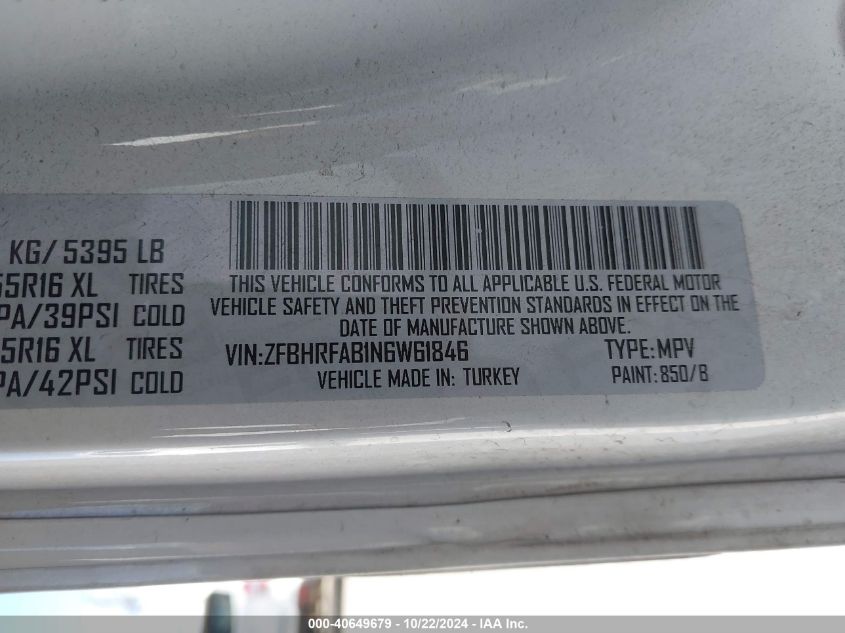 KG/ 5395 LB
55R16 XL TIRES
PA/39PSI COLD
5R16 XL TIRES
PA/42PSI COLD
THIS VEHICLE CONFORMS TO ALL APPLICABLE U.S. FEDERAL MOTOR
VEHICLE SAFETY AND THEFT PREVENTION STANDARDS IN EFFECT ON THE
DATE OF MANUFACTURE SHOWN ABOVE.
VIN:ZFBHRFAB1N6W61846 TYPE:MPV
VEHICLE MADE IN: TURKEY PAINT:850/B
000-40649679 - 10/22/2024 - IAA Inc.